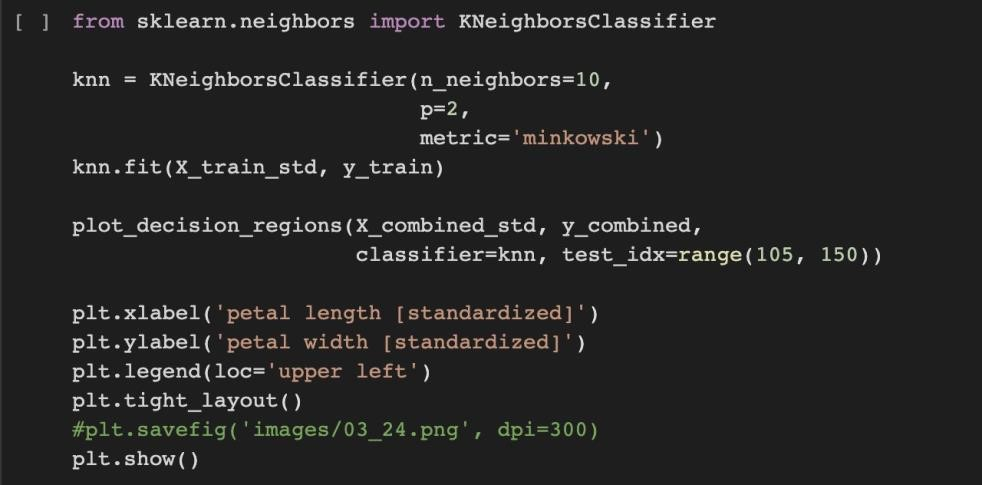 [ ] from sklearn.neighbors import KNeighborsClassifier
knn = KNeighborsClassifier(n_neighbors=10,
p=2,
metric='minkowski')
knn.fit(X_train_std, y_train)
plot_decision_regions(X_combined_std, y_combined,
classifier=knn, test_idx=range(105, 150))
plt.xlabel('petal length [standardized]')
plt.ylabel('petal width [standardized]')
plt.legend(loc='upper left')
plt.tight_layout()
#plt.savefig('images/03_24.png', dpi=300)
plt.show()